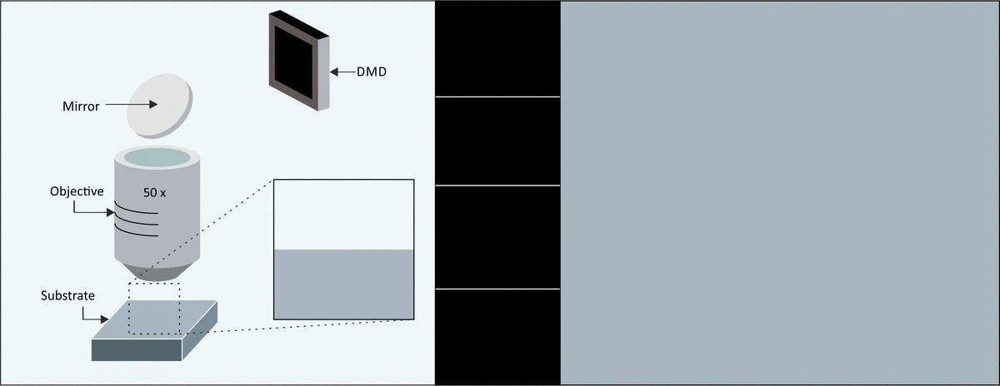 DMD
Mirror
Objective
50 x
Substrate